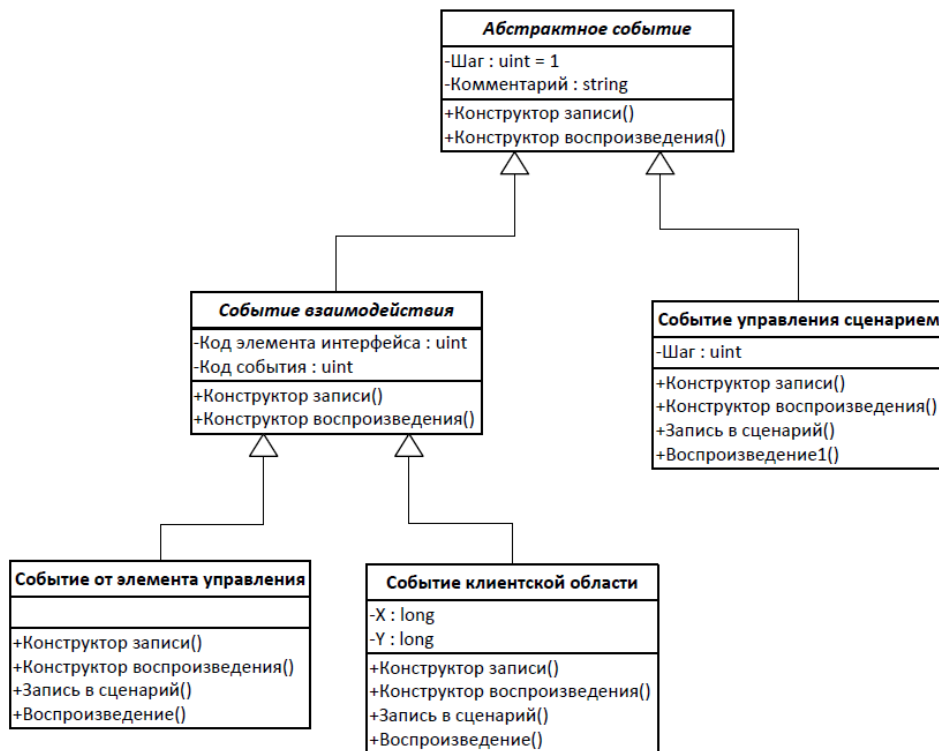 Абстрактное событие
-Шаг : uint = 1
-Комментарий : string
+Конструктор записи()
+Конструктор воспроизведения()
Событие взаимодействия
-Код элемента интерфейса : uint
-Код события : uint
+Конструктор записи()
+Конструктор воспроизведения()
Событие управления сценарием
-Шаг : uint
+Конструктор записи()
+Конструктор воспроизведения()
+Запись в сценарий()
+Воспроизведение1()
Событие от элемента управления
+Конструктор записи()
+Конструктор воспроизведения()
+Запись в сценарий()
+Воспроизведение()
Событие клиентской области
-X : long
-Y : long
+Конструктор записи()
+Конструктор воспроизведения()
+Запись в сценарий()
+Воспроизведение()